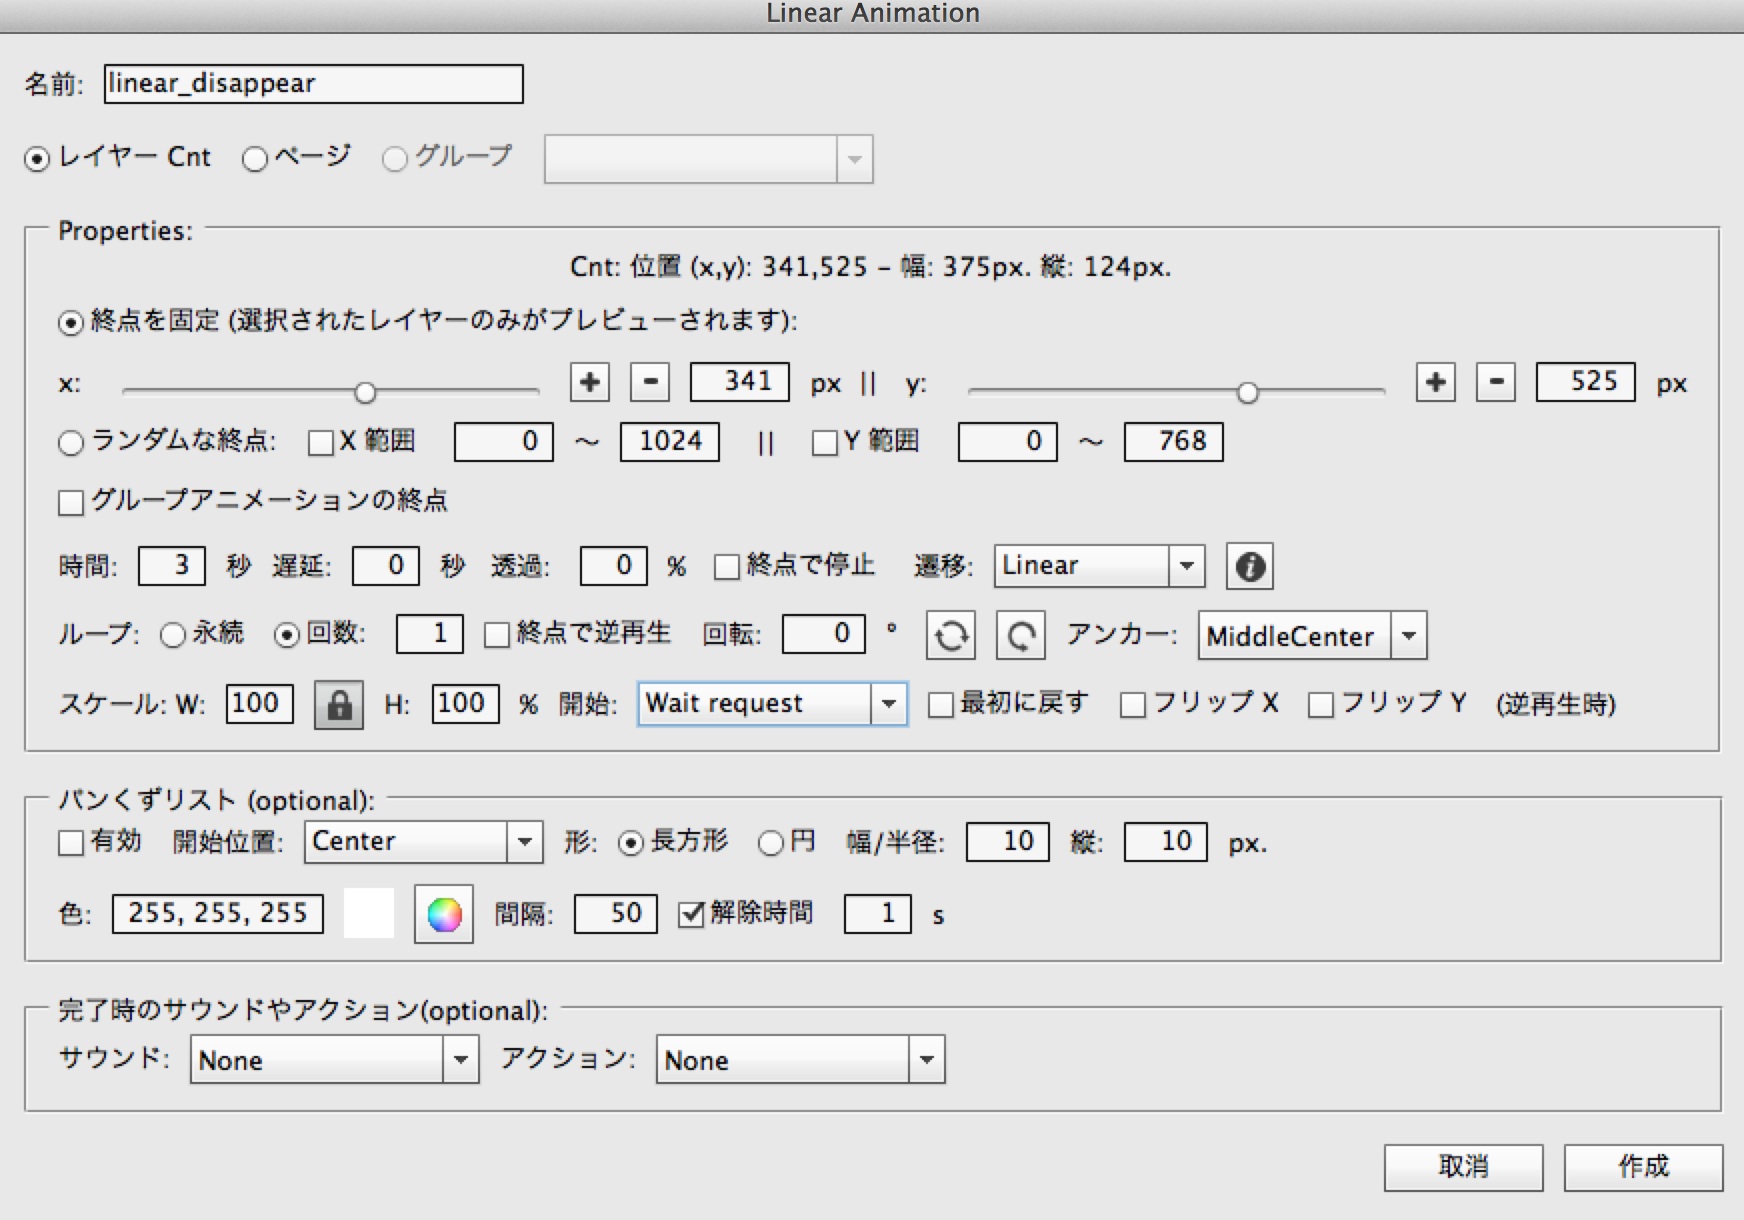 Linear Animation
名前: linear_disappear
レイヤー Cnt ページ グループ
Properties:
Cnt: 位置 (x,y): 341,525 – 幅: 375px. 縦: 124px.
終点を固定 (選択されたレイヤーのみがプレビューされます):
x: + - 341 px || y: + - 525 px
ランダムな終点: X 範囲 0 ～ 1024 || Y 範囲 0 ～ 768
グループアニメーションの終点
時間: 3 秒 遅延: 0 秒 透過: 0 % 終点で停止 遷移: Linear i
ループ: 永続 回数: 1 終点で逆再生 回転: 0 ° アンカー: MiddleCenter
スケール: W: 100 H: 100 % 開始: Wait request 最初に戻す フリップ X フリップ Y (逆再生時)
パンくずリスト (optional):
有効 開始位置: Center 形: 長方形 円 幅/半径: 10 縦: 10 px.
色: 255, 255, 255 間隔: 50 解除時間 1 s
完了時のサウンドやアクション(optional):
サウンド: None アクション: None
取消 作成